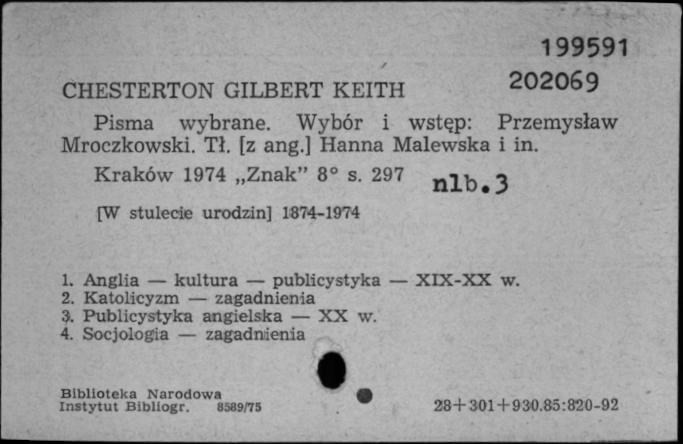 199591
CHESTERTON GILBERT KEITH 202069
Pisma wybrane. Wybór i wstęp: Przemysław
Mroczkowski. Tł. [z ang.] Hanna Malewska i in.
Kraków 1974 „Znak” 8° s. 297 nlb.3
[W stulecie urodzin] 1874-1974
1. Anglia — kultura — publicystyka — XIX-XX w.
2. Katolicyzm — zagadnienia
3. Publicystyka angielska — XX w.
4. Socjologia — zagadnienia
Biblioteka Narodowa
Instytut Bibliogr. 8589/75 28+301+930.85:820-92